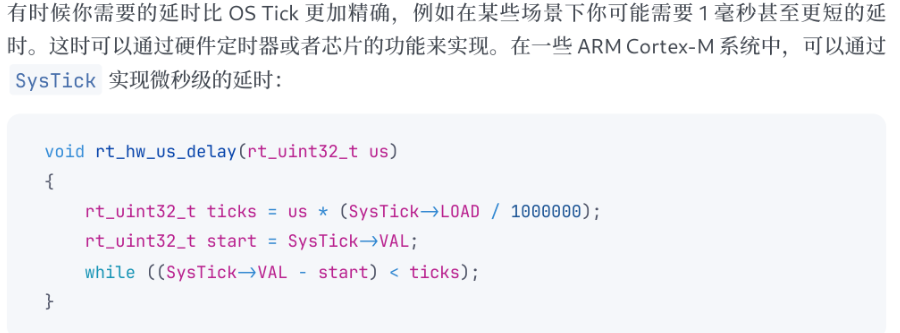 有时候你需要的延时比 OS Tick 更加精确，例如在某些场景下你可能需要 1 毫秒甚至更短的延
时。这时可以通过硬件定时器或者芯片的功能来实现。在一些 ARM Cortex-M 系统中，可以通过
SysTick 实现微秒级的延时：
void rt_hw_us_delay(rt_uint32_t us)
{
    rt_uint32_t ticks = us * (SysTick->LOAD / 1000000);
    rt_uint32_t start = SysTick->VAL;
    while ((SysTick->VAL - start) < ticks);
}